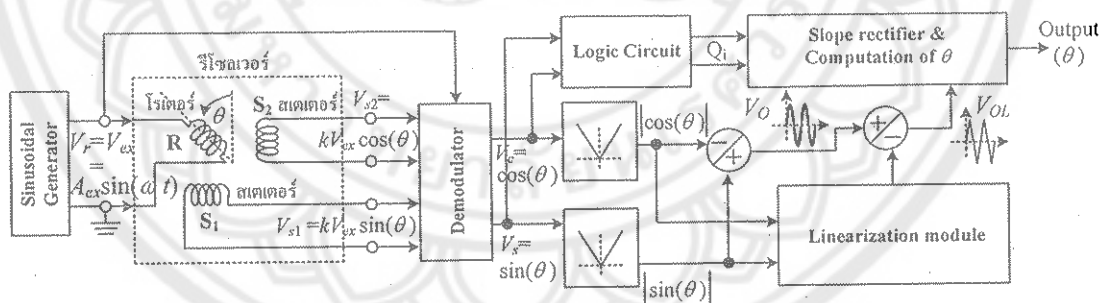 Sinusoidal
Generator
V_r=V_ex
=
A_ex sin(ω t)
รีโซลเวอร์
โรเตอร์
θ
R
S₂ สเตเตอร์
สเตเตอร์
S₁
V_s2=
kV_ex cos(θ)
V_s1=kV_ex sin(θ)
Demodulator
V_c=
cos(θ)
V_s=
sin(θ)
Logic Circuit
Q_i
|cos(θ)|
|sin(θ)|
−
+
V_O
+
−
V_OL
Slope rectifier &
Computation of θ
Linearization module
Output
(θ)